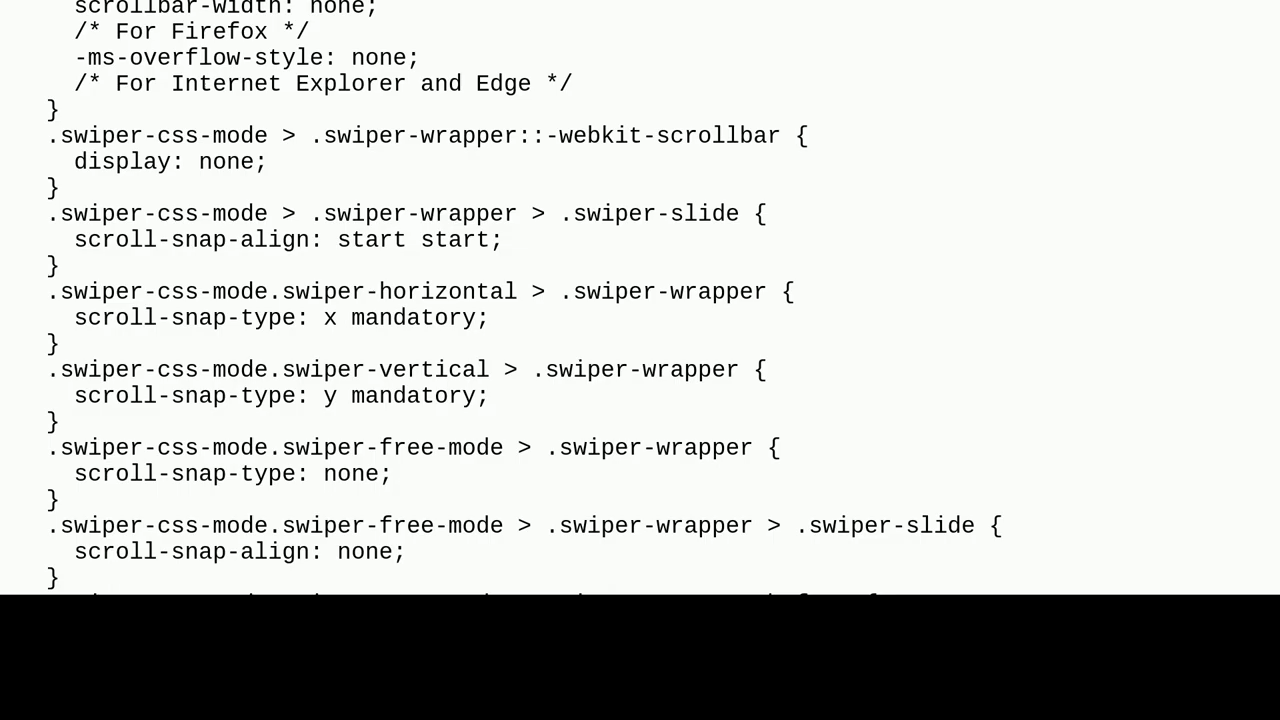 scrollbar-width: none;
/* For Firefox */
-ms-overflow-style: none;
/* For Internet Explorer and Edge */
}
.swiper-css-mode > .swiper-wrapper::-webkit-scrollbar {
display: none;
}
.swiper-css-mode > .swiper-wrapper > .swiper-slide {
scroll-snap-align: start start;
}
.swiper-css-mode.swiper-horizontal > .swiper-wrapper {
scroll-snap-type: x mandatory;
}
.swiper-css-mode.swiper-vertical > .swiper-wrapper {
scroll-snap-type: y mandatory;
}
.swiper-css-mode.swiper-free-mode > .swiper-wrapper {
scroll-snap-type: none;
}
.swiper-css-mode.swiper-free-mode > .swiper-wrapper > .swiper-slide {
scroll-snap-align: none;
}